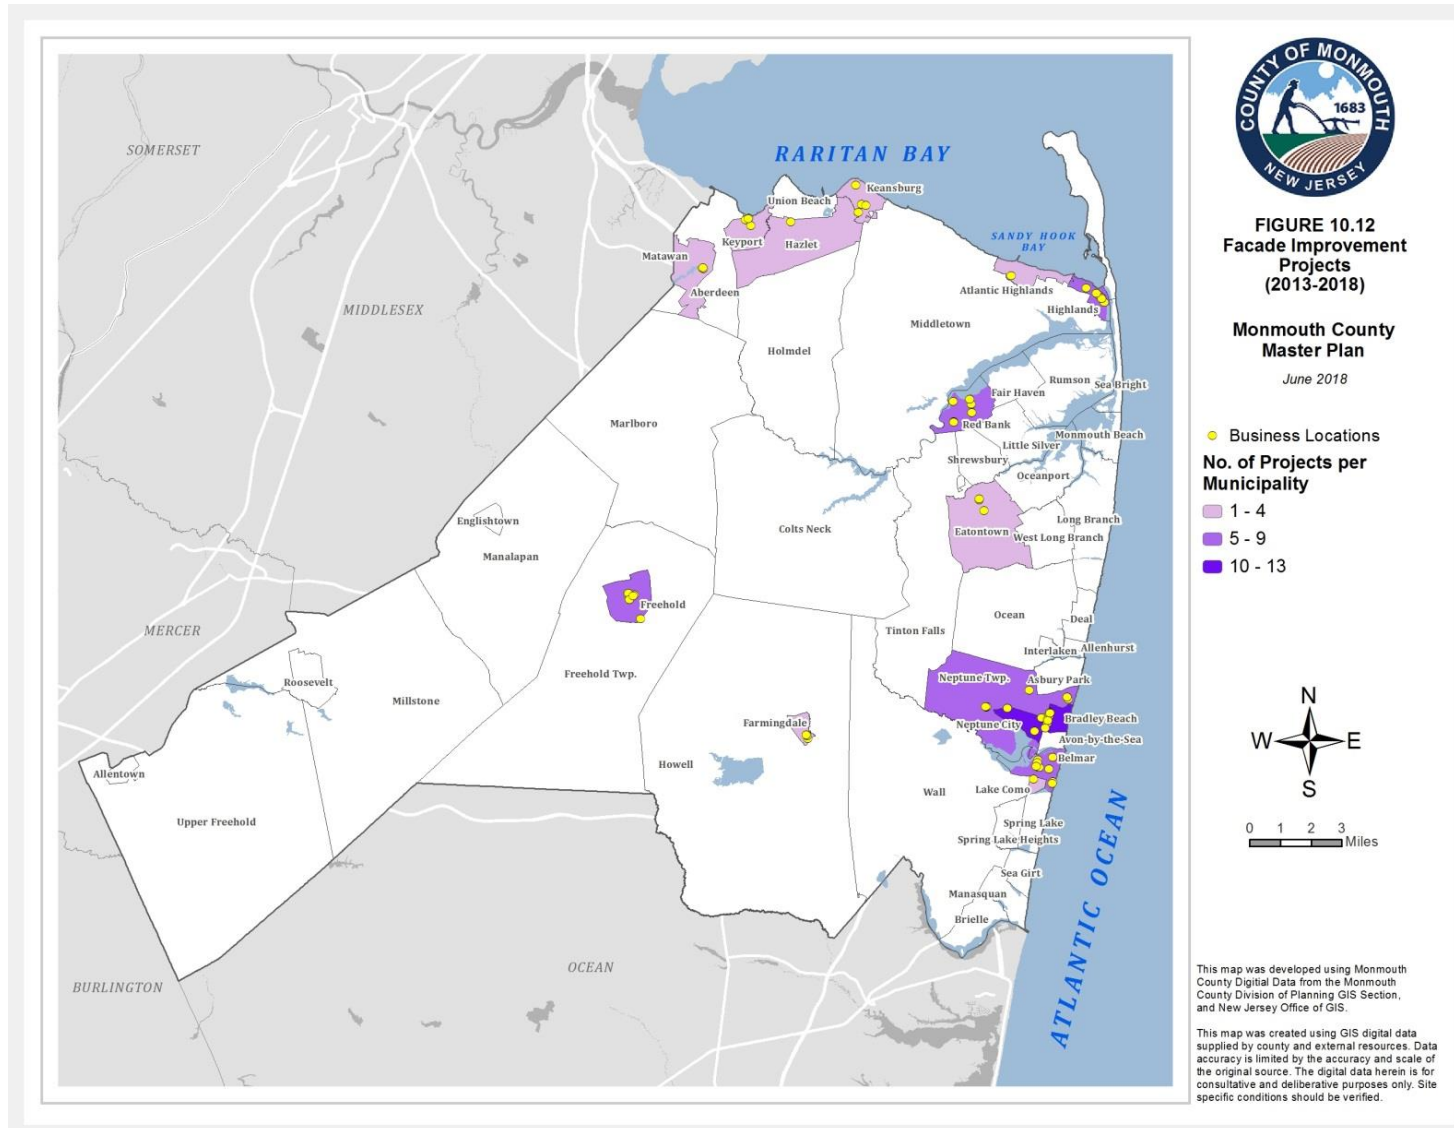 SOMERSET
MIDDLESEX
MERCER
BURLINGTON
OCEAN
RARITAN BAY
SANDY HOOK
BAY
ATLANTIC OCEAN
Keansburg
Union Beach
Keyport
Hazlet
Matawan
Aberdeen
Atlantic Highlands
Highlands
Middletown
Holmdel
Rumson
Sea Bright
Fair Haven
Marlboro
Red Bank
Little Silver
Monmouth Beach
Shrewsbury
Oceanport
Englishtown
Manalapan
Colts Neck
Eatontown
Long Branch
West Long Branch
Freehold
Ocean
Deal
Tinton Falls
Interlaken
Allenhurst
Freehold Twp.
Neptune Twp.
Asbury Park
Roosevelt
Millstone
Farmingdale
Neptune City
Bradley Beach
Avon-by-the-Sea
Belmar
Howell
Allentown
Wall
Lake Como
Upper Freehold
Spring Lake
Spring Lake Heights
Sea Girt
Manasquan
Brielle
COUNTY OF MONMOUTH
1683
NEW JERSEY
FIGURE 10.12
Facade Improvement
Projects
(2013-2018)
Monmouth County
Master Plan
June 2018
Business Locations
No. of Projects per
Municipality
1 - 4
5 - 9
10 - 13
N
W E
S
0 1 2 3
Miles
This map was developed using Monmouth
County Digitial Data from the Monmouth
County Division of Planning GIS Section,
and New Jersey Office of GIS.
This map was created using GIS digital data
supplied by county and external resources. Data
accuracy is limited by the accuracy and scale of
the original source. The digital data herein is for
consultative and deliberative purposes only. Site
specific conditions should be verified.